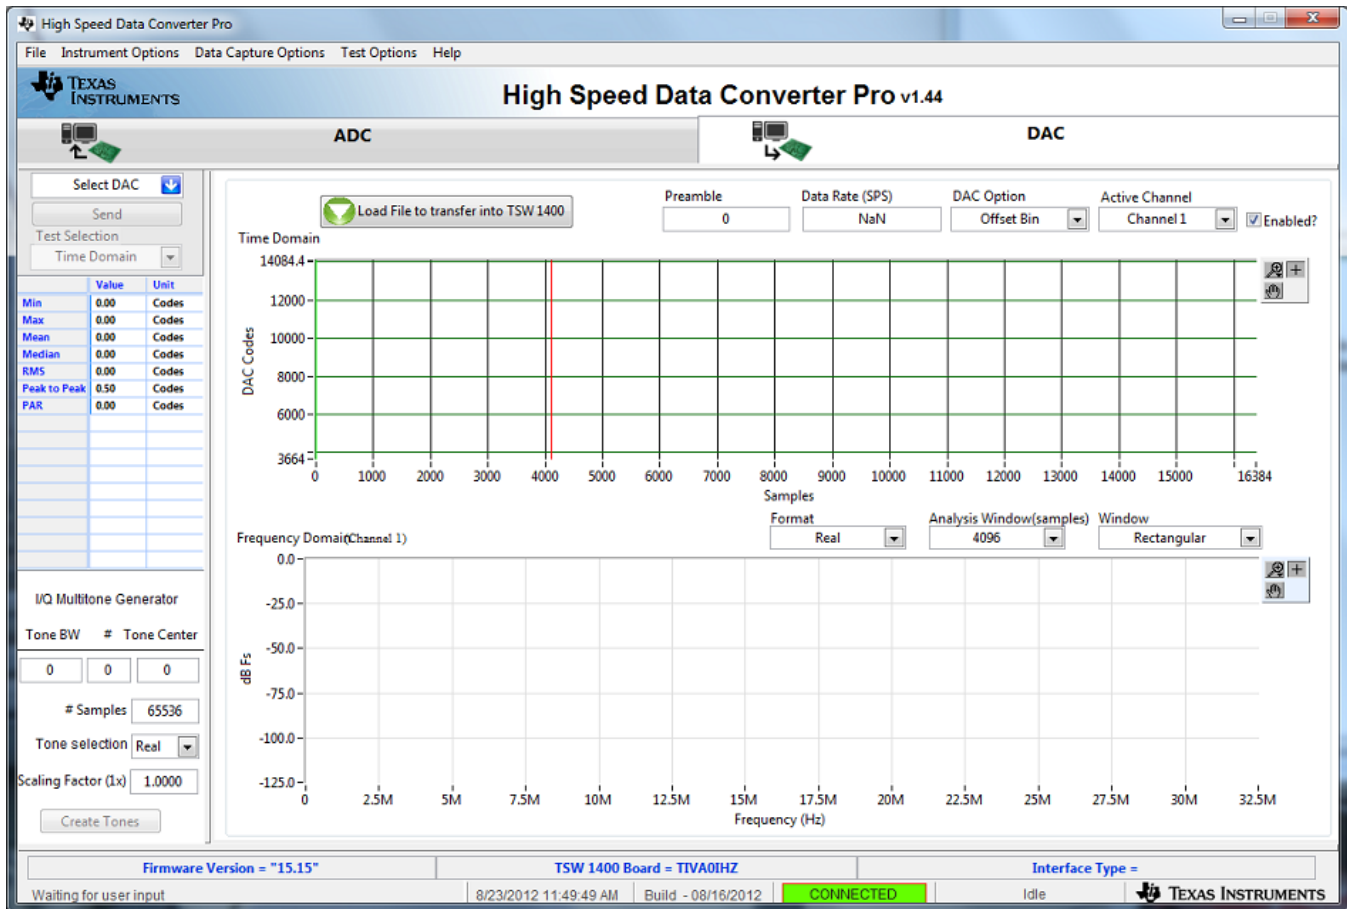 High Speed Data Converter Pro
File Instrument Options Data Capture Options Test Options Help
TEXAS INSTRUMENTS
High Speed Data Converter Pro v1.44
ADC
DAC
Select DAC
Send
Test Selection
Time Domain
Value Unit
Min 0.00 Codes
Max 0.00 Codes
Mean 0.00 Codes
Median 0.00 Codes
RMS 0.00 Codes
Peak to Peak 0.50 Codes
PAR 0.00 Codes
I/Q Multitone Generator
Tone BW # Tone Center
0 0 0
# Samples 65536
Tone selection Real
Scaling Factor (1x) 1.0000
Create Tones
Load File to transfer into TSW 1400
Preamble
0
Data Rate (SPS)
NaN
DAC Option
Offset Bin
Active Channel
Channel 1
Enabled?
Time Domain
DAC Codes
14084.4
12000
10000
8000
6000
3664
0 1000 2000 3000 4000 5000 6000 7000 8000 9000 10000 11000 12000 13000 14000 15000 16384
Samples
Format
Real
Analysis Window(samples)
4096
Window
Rectangular
Frequency Domain(Channel 1)
dB Fs
0.0
-25.0
-50.0
-75.0
-100.0
-125.0
0 2.5M 5M 7.5M 10M 12.5M 15M 17.5M 20M 22.5M 25M 27.5M 30M 32.5M
Frequency (Hz)
Firmware Version = "15.15"
TSW 1400 Board = TIVA0IHZ
Interface Type =
Waiting for user input
8/23/2012 11:49:49 AM
Build - 08/16/2012
CONNECTED
Idle
TEXAS INSTRUMENTS